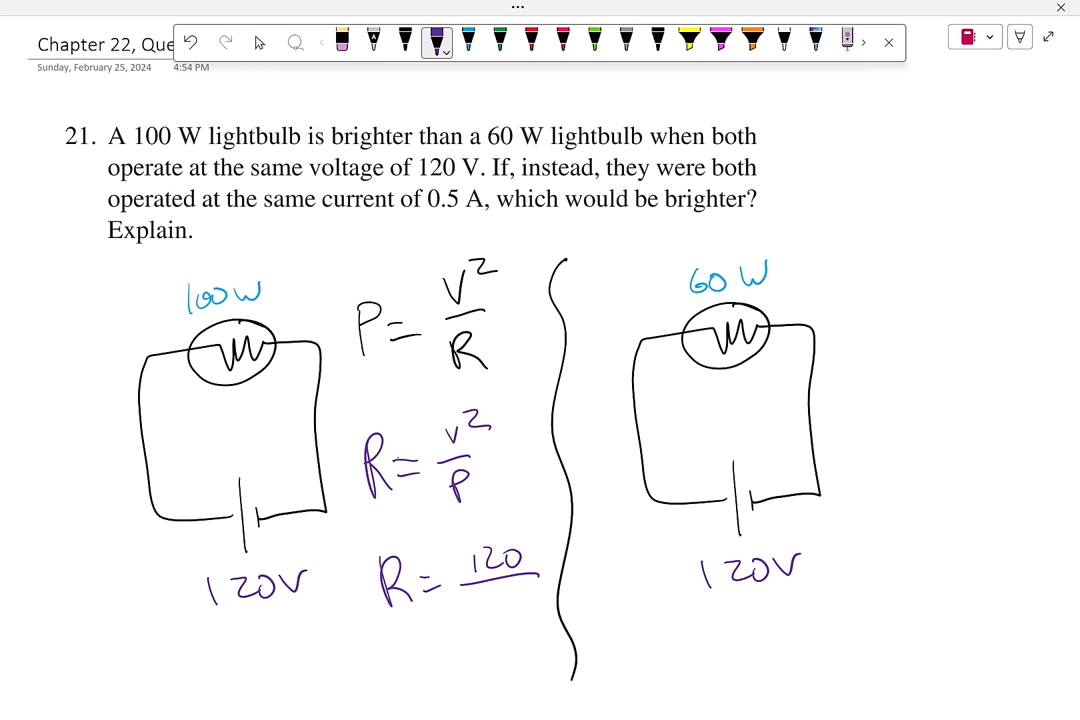 Chapter 22, Que
Sunday, February 25, 2024 4:54 PM
21. A 100 W lightbulb is brighter than a 60 W lightbulb when both
operate at the same voltage of 120 V. If, instead, they were both
operated at the same current of 0.5 A, which would be brighter?
Explain.
100W
P = V²/R
60 W
R = V²/P
120V
R = 120
120V